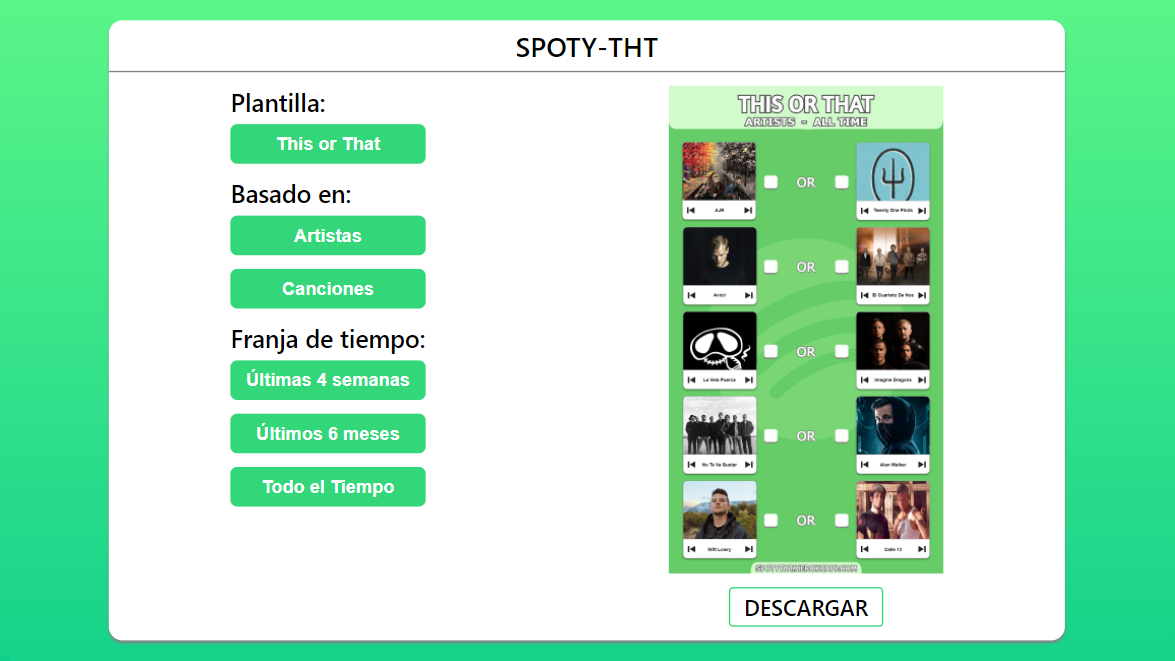 SPOTY-THT
Plantilla:
This or That
Basado en:
Artistas
Canciones
Franja de tiempo:
Últimas 4 semanas
Últimos 6 meses
Todo el Tiempo
THIS OR THAT
ARTISTS - ALL TIME
OR
AJR
Twenty One Pilots
OR
Avicii
El Cuarteto De Nos
OR
La Vela Puerca
Imagine Dragons
OR
No Te Va Gustar
Alan Walker
OR
Witt Lowry
Calle 13
DESCARGAR